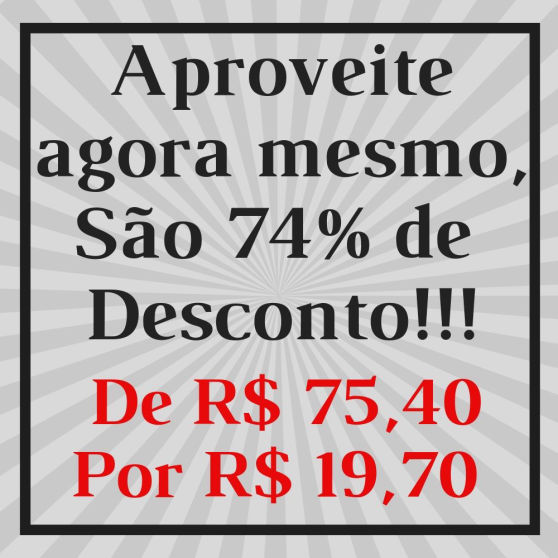 Aproveite
agora mesmo,
São 74% de
Desconto!!!
De R$ 75,40
Por R$ 19,70